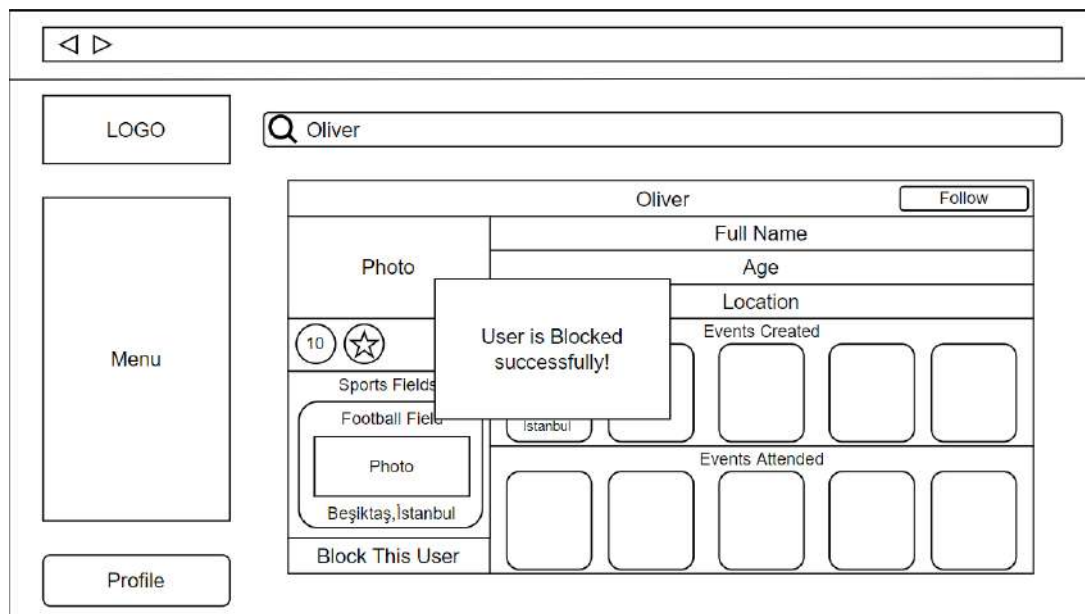 LOGO
Oliver
Oliver
Follow
Photo
Full Name
Age
Location
User is Blocked
successfully!
10
Menu
Sports Fields
Football Field
Photo
Beşiktaş,İstanbul
Block This User
Events Created
İstanbul
Events Attended
Profile